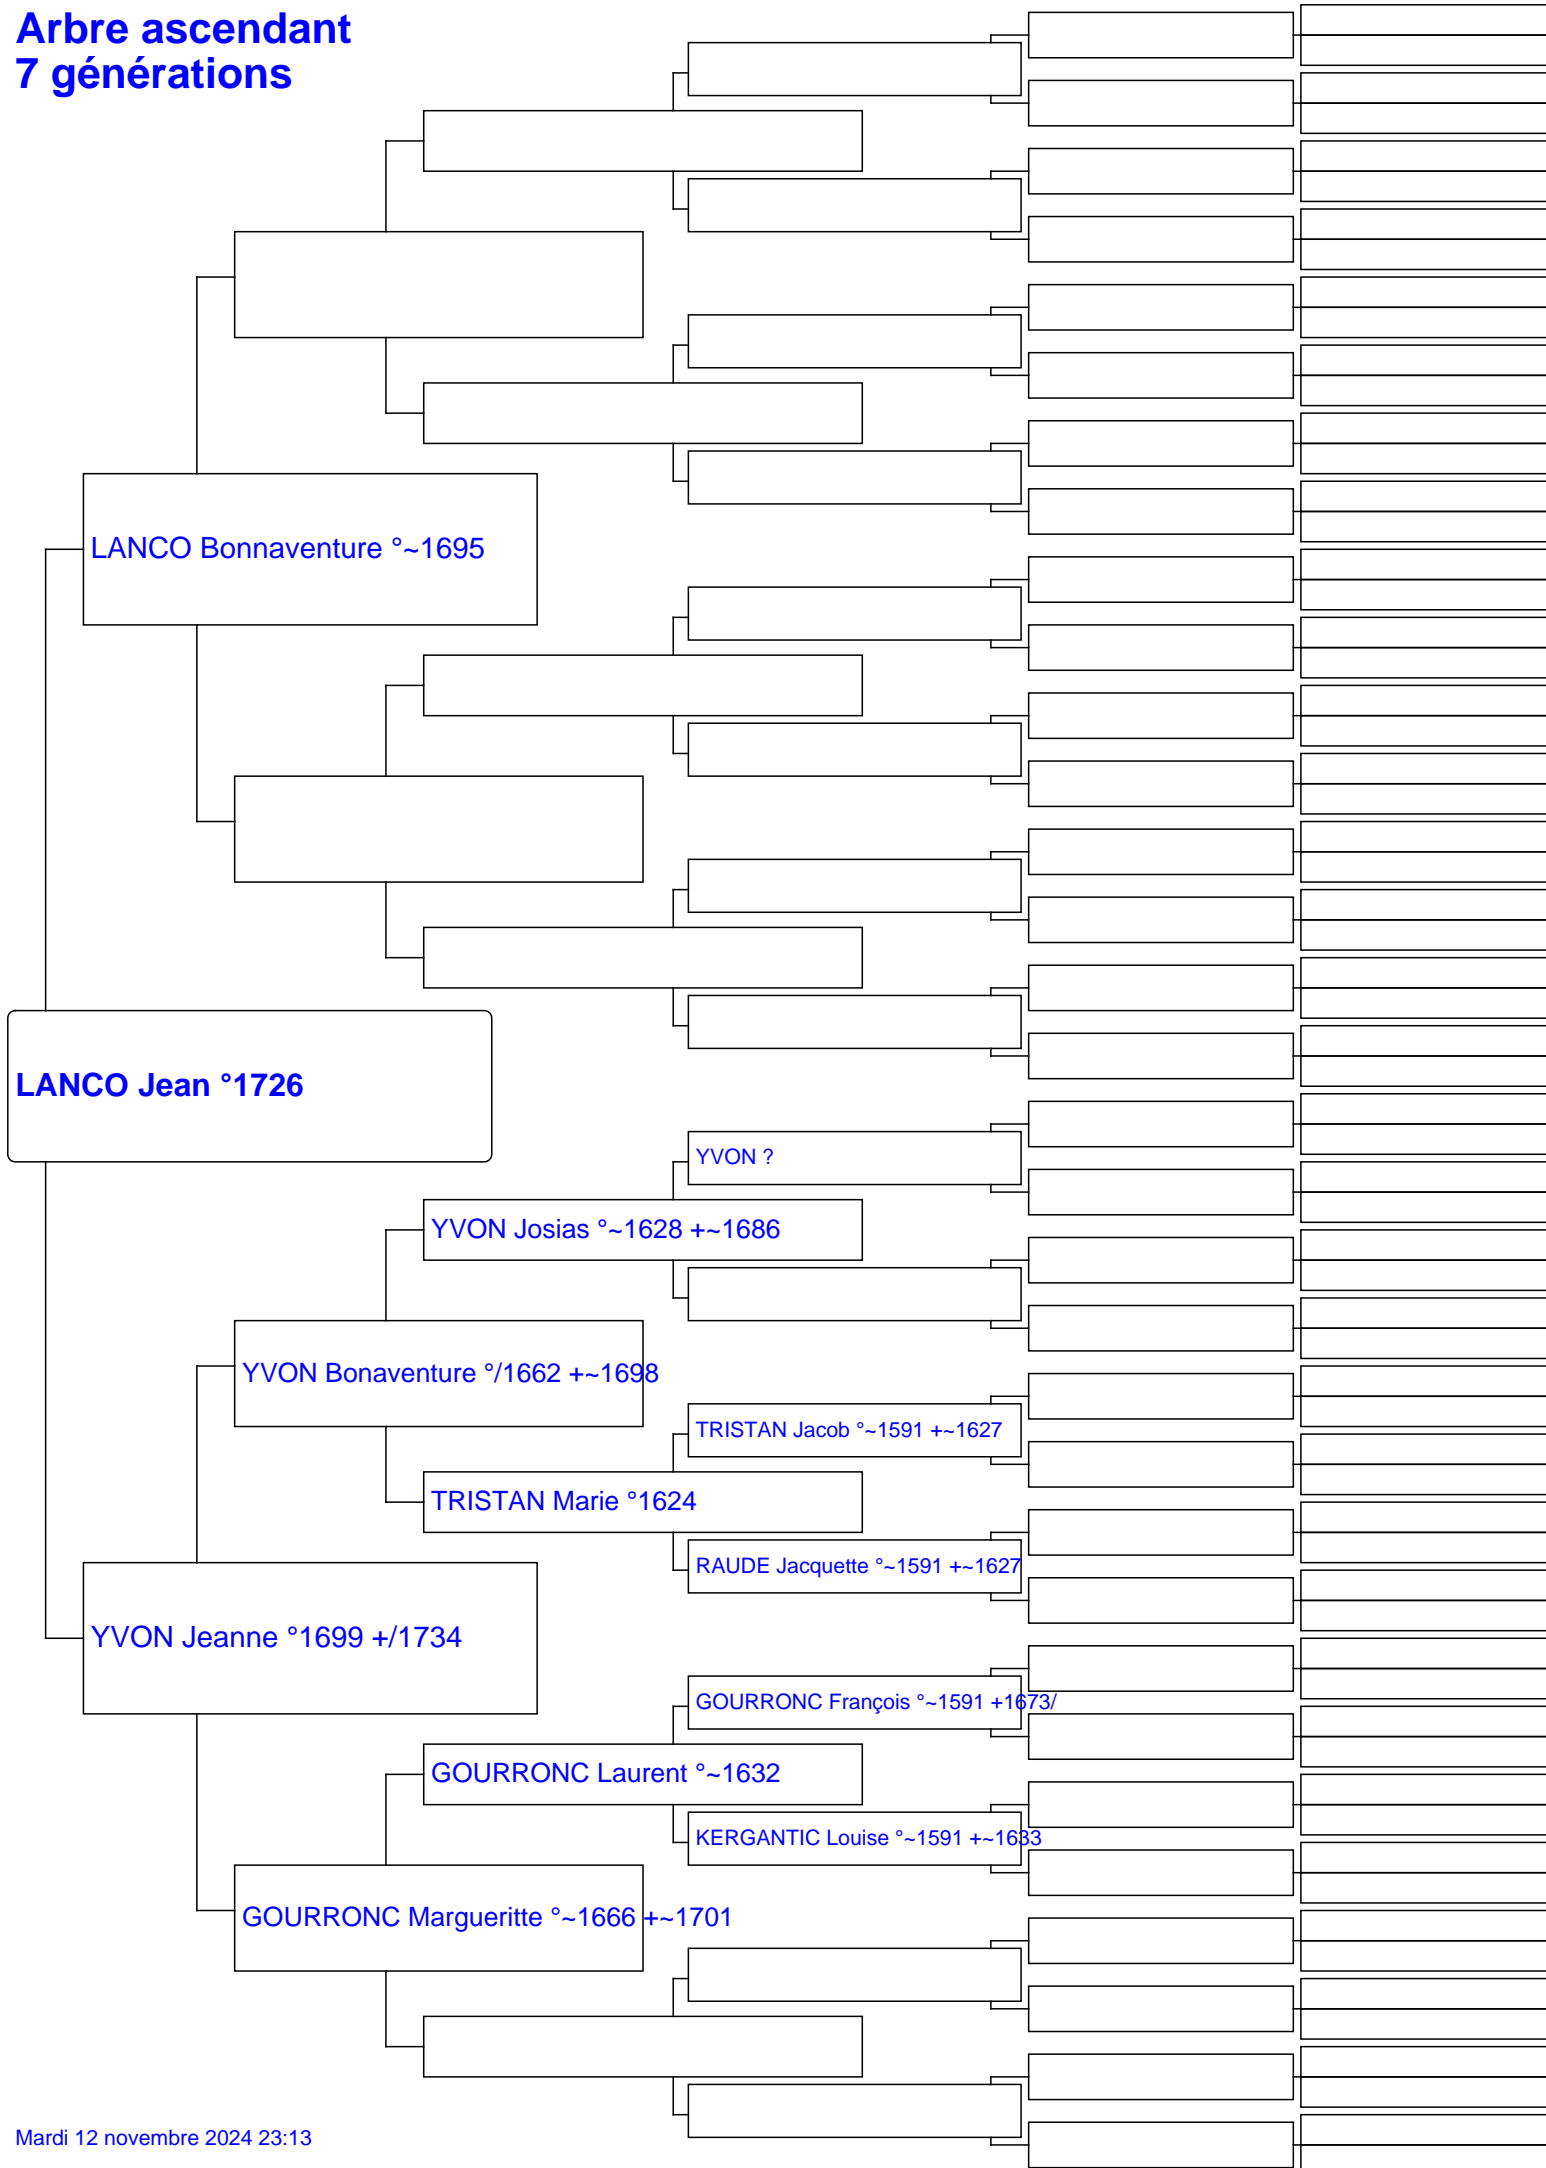 Arbre ascendant
7 générations
LANCO Bonnaventure °~1695
LANCO Jean °1726
YVON ?
YVON Josias °~1628 +~1686
YVON Bonaventure °/1662 +~1698
TRISTAN Jacob °~1591 +~1627
TRISTAN Marie °1624
RAUDE Jacquette °~1591 +~1627
YVON Jeanne °1699 +/1734
GOURRONC François °~1591 +1673/
GOURRONC Laurent °~1632
KERGANTIC Louise °~1591 +~1633
GOURRONC Margueritte °~1666 +~1701
Mardi 12 novembre 2024 23:13